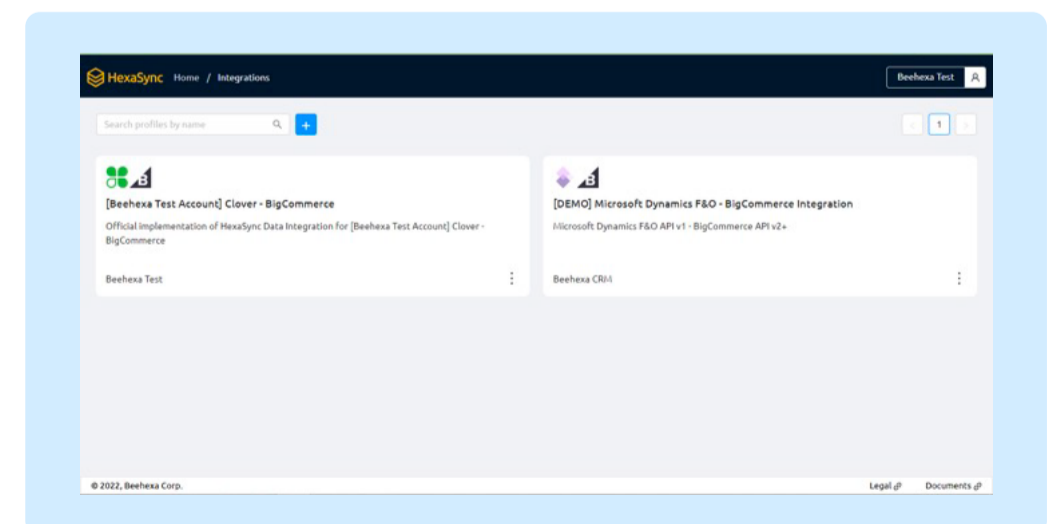 HexaSync Home / Integrations Beehexa Test
Search profiles by name + 1
[Beehexa Test Account] Clover - BigCommerce
Official implementation of HexaSync Data Integration for [Beehexa Test Account] Clover -
BigCommerce
Beehexa Test
[DEMO] Microsoft Dynamics F&O - BigCommerce Integration
Microsoft Dynamics F&O API v1 - BigCommerce API v2+
Beehexa CRM
© 2022, Beehexa Corp. Legal Documents